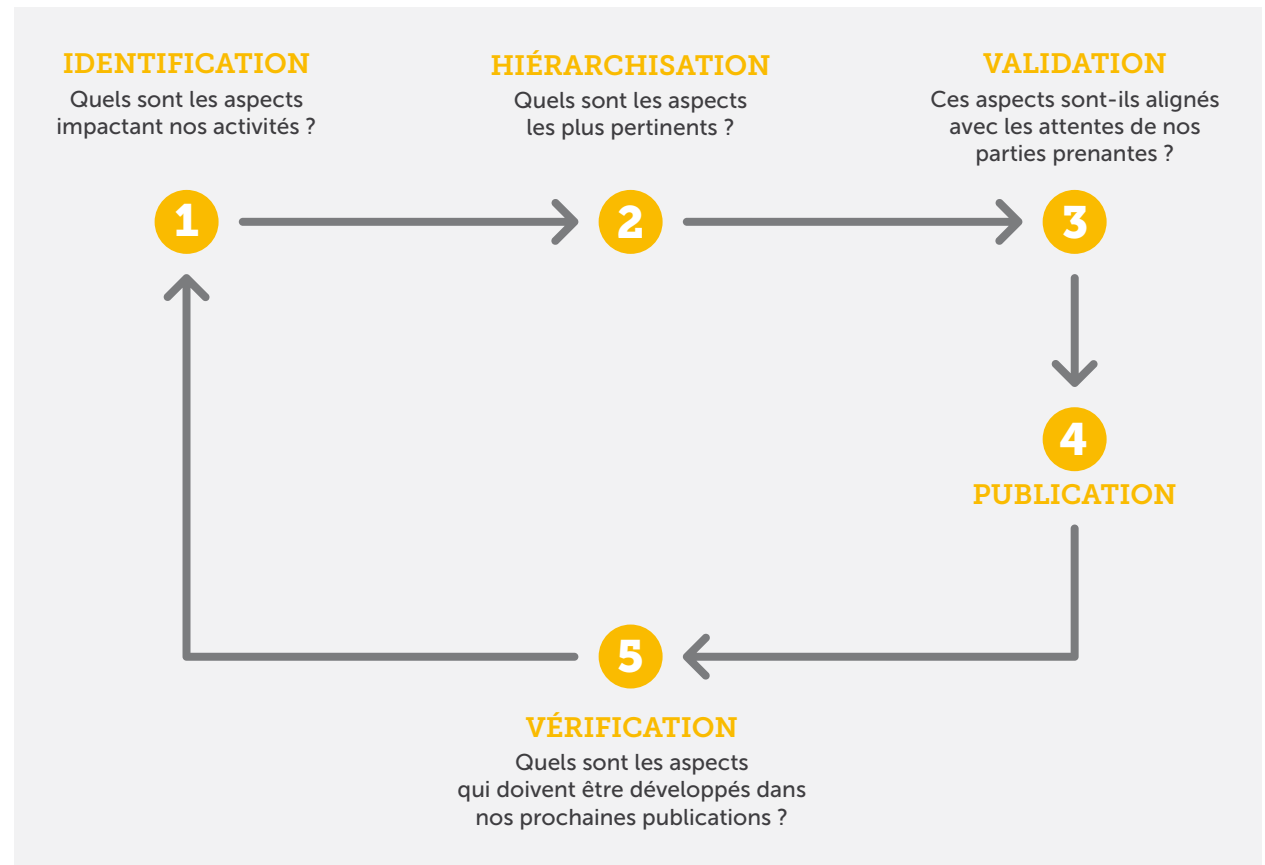 IDENTIFICATION
Quels sont les aspects
impactant nos activités ?
HIÉRARCHISATION
Quels sont les aspects
les plus pertinents ?
VALIDATION
Ces aspects sont-ils alignés
avec les attentes de nos
parties prenantes ?
1
2
3
4
PUBLICATION
5
VÉRIFICATION
Quels sont les aspects
qui doivent être développés dans
nos prochaines publications ?